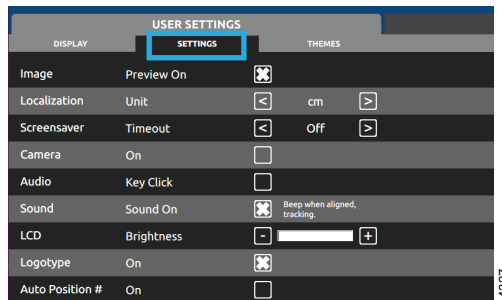 USER SETTINGS
DISPLAY SETTINGS THEMES
Image Preview On
Localization Unit < cm >
Screensaver Timeout < Off >
Camera On
Audio Key Click
Sound Sound On Beep when aligned,
tracking.
LCD Brightness - +
Logotype On
Auto Position # On